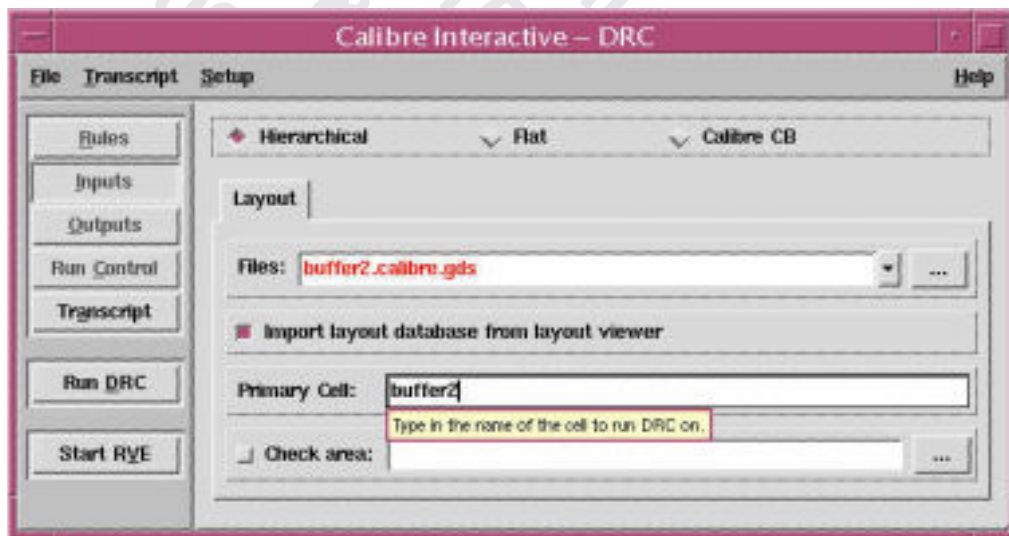 Calibre Interactive – DRC
File Transcript Setup Help
Rules
Inputs
Outputs
Run Control
Transcript
Run DRC
Start RVE
Hierarchical Flat Calibre CB
Layout
Files: buffer2.calibre.gds ...
Import layout database from layout viewer
Primary Cell: buffer2
Type in the name of the cell to run DRC on.
Check area: ...